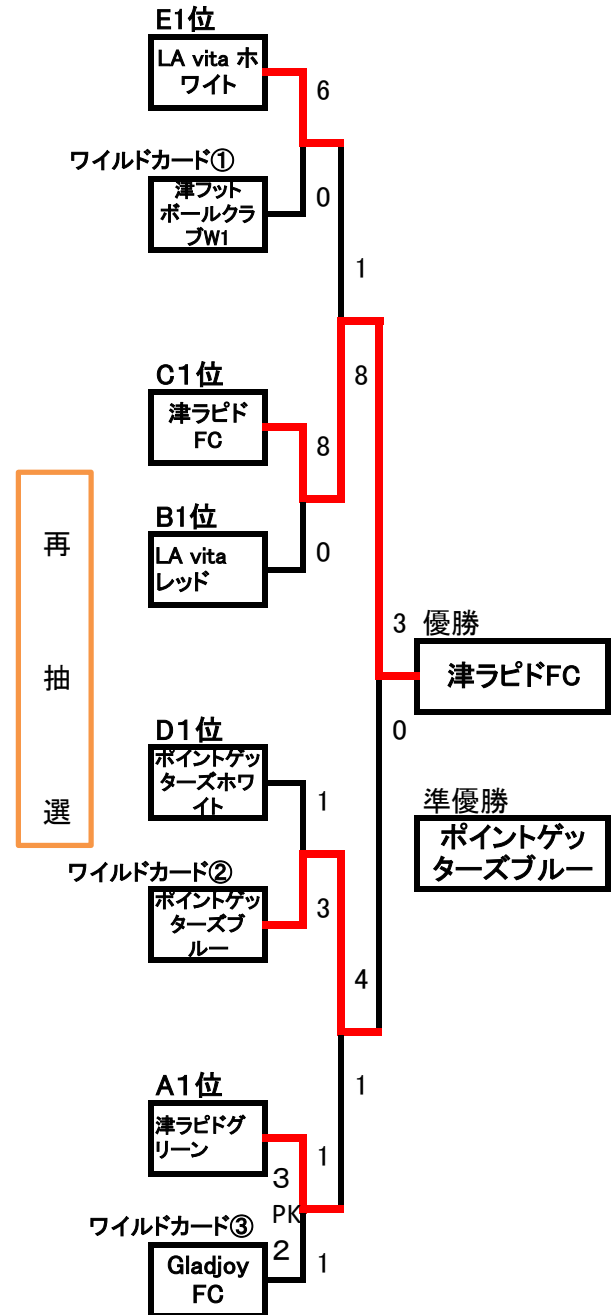 E1位
LA vita ホ
ワイト
6
ワイルドカード①
津フット
ボールクラ
ブW1
0
1
C1位
津ラピド
FC
8
8
B1位
LA vita
レッド
0
再
抽
選
3
優勝
津ラピドFC
0
D1位
ポイントゲッ
ターズホワ
イト
1
準優勝
ポイントゲッ
ターズブルー
ワイルドカード②
ポイントゲッ
ターズブ
ルー
3
4
A1位
津ラピドグ
リーン
1
1
3
PK
2
ワイルドカード③
Gladjoy
FC
1